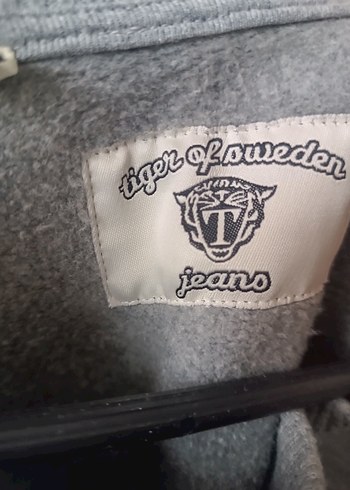 tiger of sweden
T
jeans